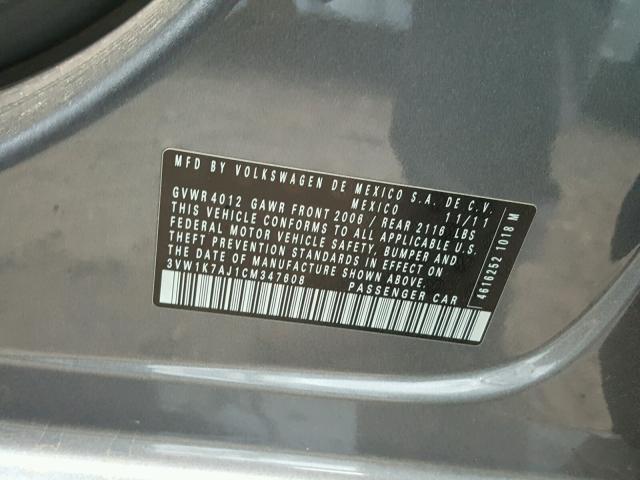 MFD BY VOLKSWAGEN DE MEXICO S.A. DE C.V.
MEXICO 11/11
GVWR 4012 GAWR FRONT 2006 / REAR 2116 LBS
THIS VEHICLE CONFORMS TO ALL APPLICABLE U.S.
FEDERAL MOTOR VEHICLE SAFETY, BUMPER AND
THEFT PREVENTION STANDARDS IN EFFECT ON
THE DATE OF MANUFACTURE SHOWN ABOVE.
3VW1K7AJ1CM347608 PASSENGER CAR
4616252 1018 M